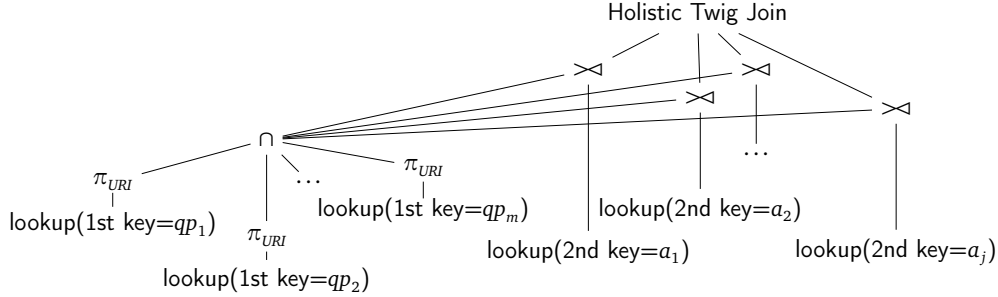 Holistic Twig Join
⋊ ⋊
⋊
⋊
∩
π_URI … π_URI …
lookup(1st key=qp_1) lookup(1st key=qp_m) lookup(2nd key=a_2)
π_URI
lookup(2nd key=a_1) lookup(2nd key=a_j)
lookup(1st key=qp_2)